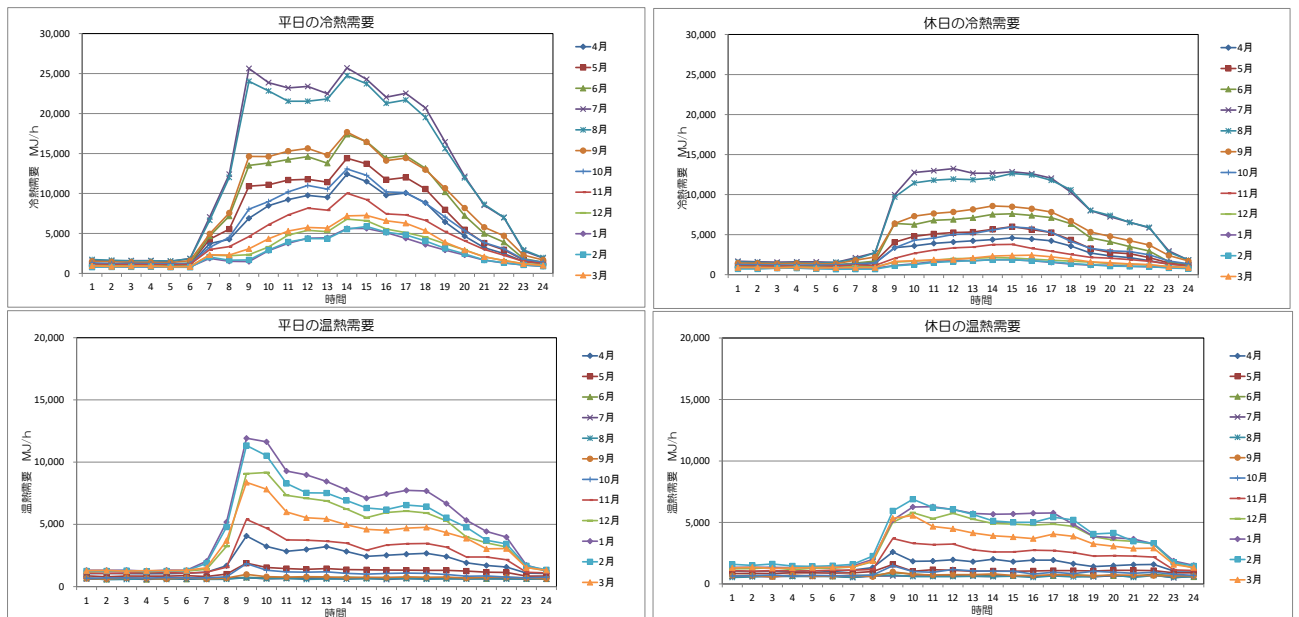 平日の冷熱需要
冷熱需要 MJ/h
30,000
25,000
20,000
15,000
10,000
5,000
0
1 2 3 4 5 6 7 8 9 10 11 12 13 14 15 16 17 18 19 20 21 22 23 24
時間
4月
5月
6月
7月
8月
9月
10月
11月
12月
1月
2月
3月
休日の冷熱需要
冷熱需要 MJ/h
30,000
25,000
20,000
15,000
10,000
5,000
0
1 2 3 4 5 6 7 8 9 10 11 12 13 14 15 16 17 18 19 20 21 22 23 24
時間
4月
5月
6月
7月
8月
9月
10月
11月
12月
1月
2月
3月
平日の温熱需要
温熱需要 MJ/h
20,000
15,000
10,000
5,000
0
1 2 3 4 5 6 7 8 9 10 11 12 13 14 15 16 17 18 19 20 21 22 23 24
時間
4月
5月
6月
7月
8月
9月
10月
11月
12月
1月
2月
3月
休日の温熱需要
温熱需要 MJ/h
20,000
15,000
10,000
5,000
0
1 2 3 4 5 6 7 8 9 10 11 12 13 14 15 16 17 18 19 20 21 22 23 24
時間
4月
5月
6月
7月
8月
9月
10月
11月
12月
1月
2月
3月